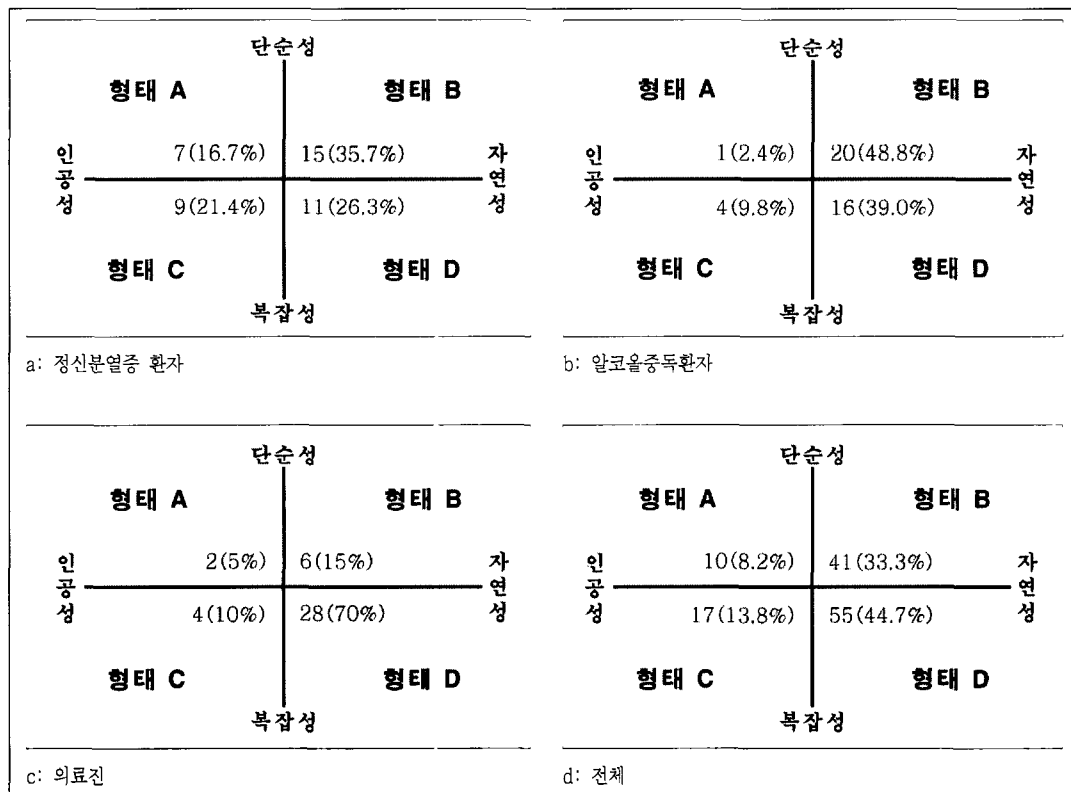 단순성
형태 A 형태 B
인공성 7(16.7%) 15(35.7%) 자연성
9(21.4%) 11(26.3%)
형태 C 형태 D
복잡성
a: 정신분열증 환자
단순성
형태 A 형태 B
인공성 1(2.4%) 20(48.8%) 자연성
4(9.8%) 16(39.0%)
형태 C 형태 D
복잡성
b: 알코올중독환자
단순성
형태 A 형태 B
인공성 2(5%) 6(15%) 자연성
4(10%) 28(70%)
형태 C 형태 D
복잡성
c: 의료진
단순성
형태 A 형태 B
인공성 10(8.2%) 41(33.3%) 자연성
17(13.8%) 55(44.7%)
형태 C 형태 D
복잡성
d: 전체